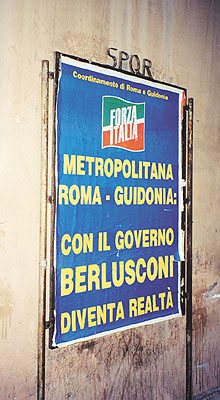 SPQR
Coordinamento di Roma e Guidonia
FORZA
ITALIA
METROPOLITANA
ROMA - GUIDONIA:
CON IL GOVERNO
BERLUSCONI
DIVENTA REALTÀ